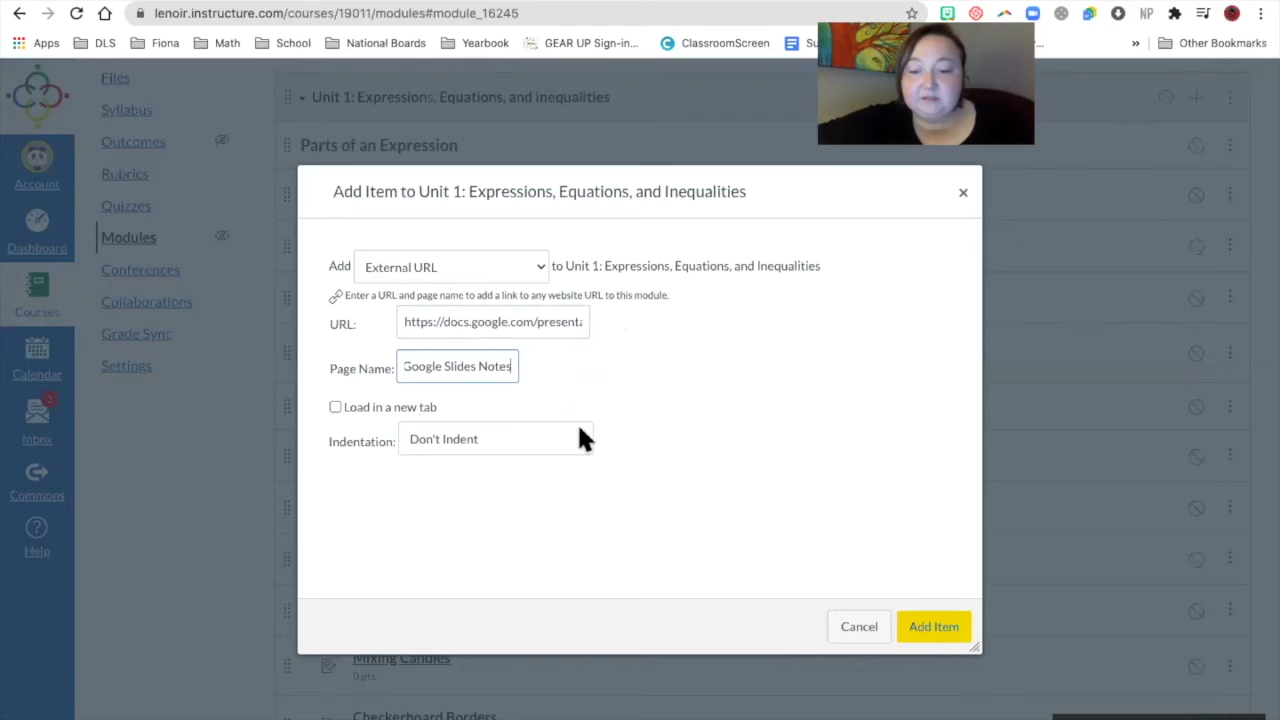 lenoir.instructure.com/courses/19011/modules#module_16245
NP
Apps DLS Fiona Math School National Boards Yearbook GEAR UP Sign-in... ClassroomScreen » Other Bookmarks
Files
Unit 1: Expressions, Equations, and Inequalities
Syllabus
Outcomes
Parts of an Expression
Rubrics
Account
Quizzes
Modules
Dashboard
Conferences
Collaborations
Courses
Grade Sync
Settings
Calendar
3
Inbox
Commons
Help
Add Item to Unit 1: Expressions, Equations, and Inequalities
Add External URL to Unit 1: Expressions, Equations, and Inequalities
Enter a URL and page name to add a link to any website URL to this module.
URL: https://docs.google.com/present
Page Name: Google Slides Notes
Load in a new tab
Indentation: Don't Indent
Cancel Add Item
Mixing Candies
0 pts
Checkerboard Borders